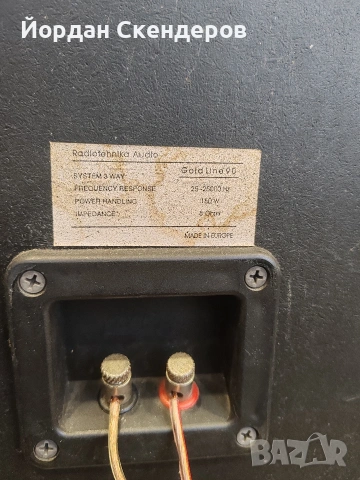 Йордан Скендеров
Radiotehnika Audio
Gold Line 90
SYSTEM 3 WAY
FREQUENCY RESPONSE 25-25000 Hz
POWER HANDLING 150W
IMPEDANCE
MADE IN EUROPE
BAZAR